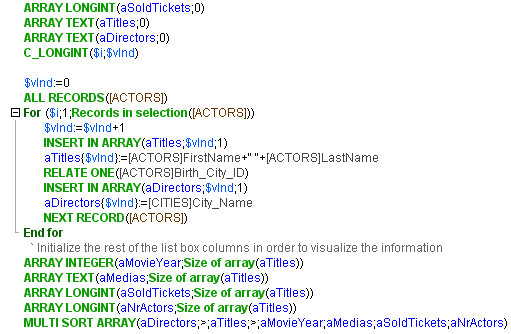 ARRAY LONGINT(aSoldTickets;0)
ARRAY TEXT(aTitles;0)
ARRAY TEXT(aDirectors;0)
C_LONGINT($i;$vInd)
$vInd:=0
ALL RECORDS([ACTORS])
For ($i;1;Records in selection([ACTORS]))
$vInd:=$vInd+1
INSERT IN ARRAY(aTitles;$vInd;1)
aTitles{$vInd}:=[ACTORS]FirstName+" "+[ACTORS]LastName
RELATE ONE([ACTORS]Birth_City_ID)
INSERT IN ARRAY(aDirectors;$vInd;1)
aDirectors{$vInd}:=[CITIES]City_Name
NEXT RECORD([ACTORS])
End for
` Initialize the rest of the list box columns in order to visualize the information
ARRAY INTEGER(aMovieYear;Size of array(aTitles))
ARRAY TEXT(aMedias;Size of array(aTitles))
ARRAY LONGINT(aSoldTickets;Size of array(aTitles))
ARRAY LONGINT(aNrActors;Size of array(aTitles))
MULTI SORT ARRAY(aDirectors;>;aTitles;>;aMovieYear;aMedias;aSoldTickets;aNrActors)